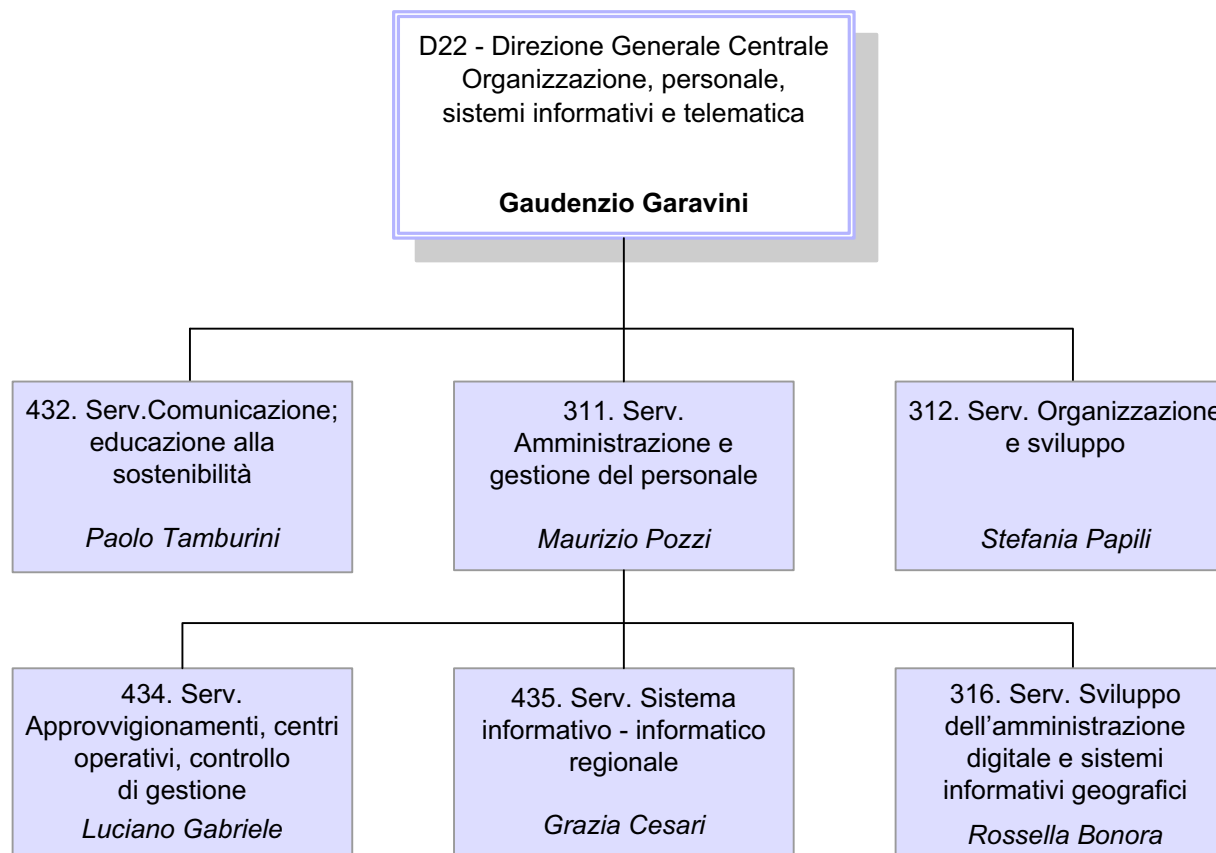 D22 - Direzione Generale Centrale
Organizzazione, personale,
sistemi informativi e telematica
Gaudenzio Garavini
432. Serv.Comunicazione;
educazione alla
sostenibilità
Paolo Tamburini
311. Serv.
Amministrazione e
gestione del personale
Maurizio Pozzi
312. Serv. Organizzazione
e sviluppo
Stefania Papili
434. Serv.
Approvvigionamenti, centri
operativi, controllo
di gestione
Luciano Gabriele
435. Serv. Sistema
informativo - informatico
regionale
Grazia Cesari
316. Serv. Sviluppo
dell’amministrazione
digitale e sistemi
informativi geografici
Rossella Bonora